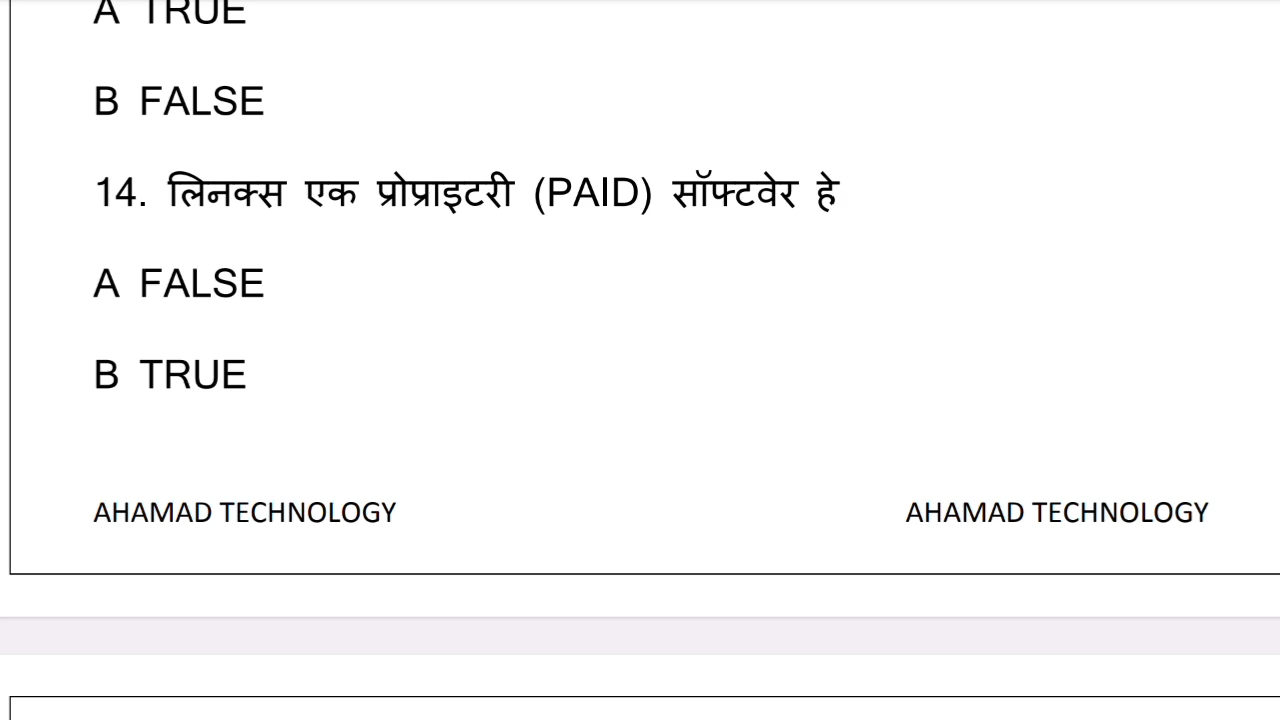 A TRUE
B FALSE
14. लिनक्स एक प्रोप्राइटरी (PAID) सॉफ्टवेर हे
A FALSE
B TRUE
AHAMAD TECHNOLOGY AHAMAD TECHNOLOGY